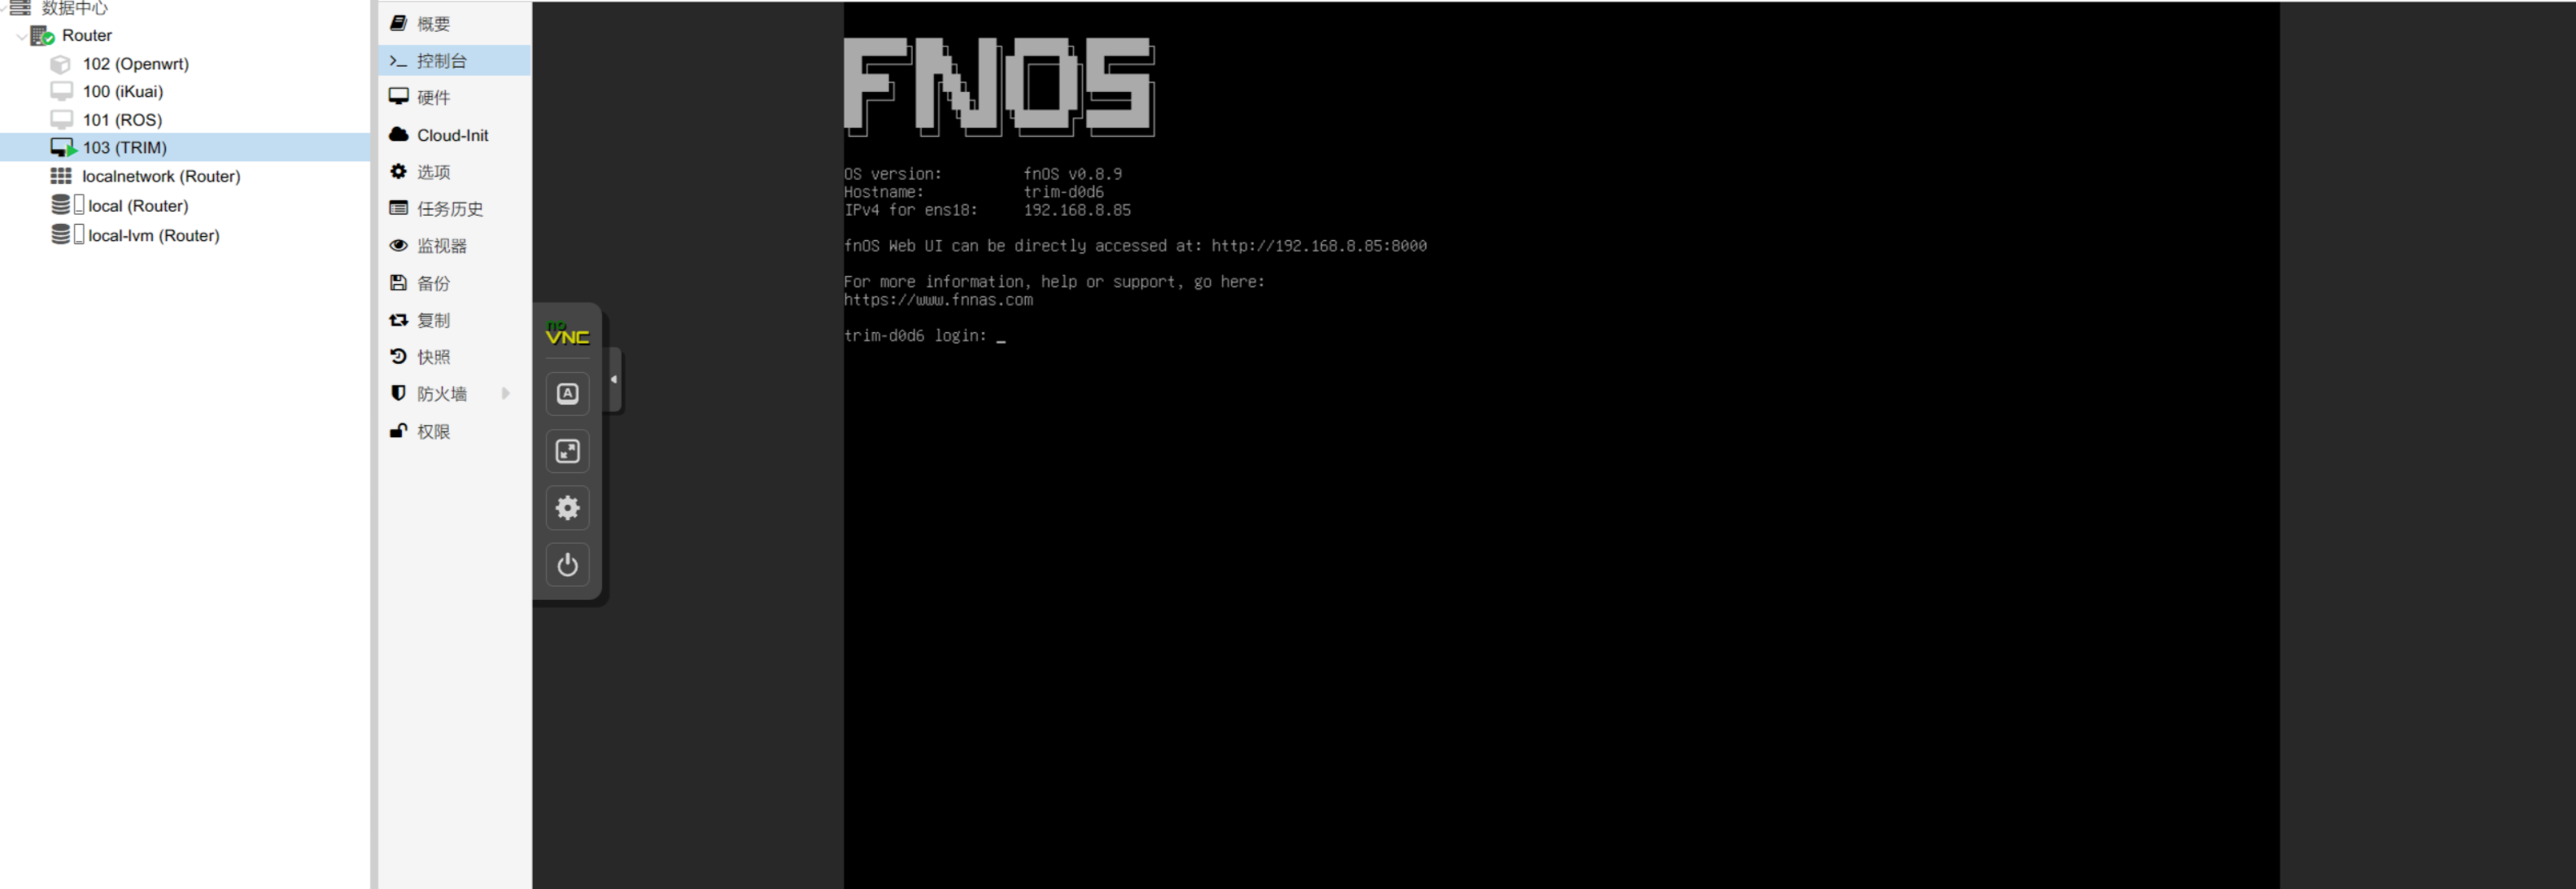 数据中心
Router
102 (Openwrt)
100 (iKuai)
101 (ROS)
103 (TRIM)
localnetwork (Router)
local (Router)
local-lvm (Router)
概要
控制台
硬件
Cloud-Init
选项
任务历史
监视器
备份
复制
快照
防火墙
权限
no
VNC
A
FNOS
OS version: fnOS v0.8.9
Hostname: trim-d0d6
IPv4 for ens18: 192.168.8.85
fnOS Web UI can be directly accessed at: http://192.168.8.85:8000
For more information, help or support, go here:
https://www.fnnas.com
trim-d0d6 login: _